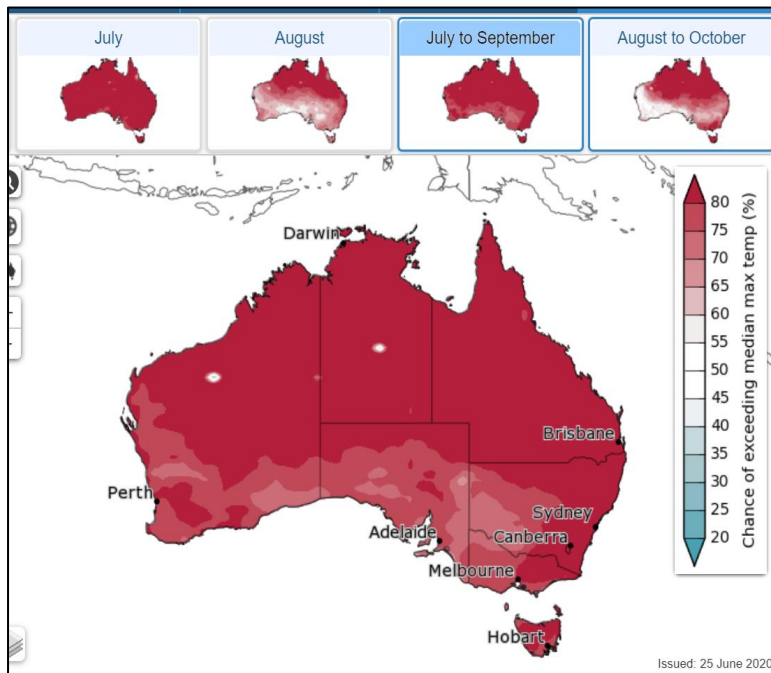 July
August
July to September
August to October
Darwin
Brisbane
Perth
Sydney
Adelaide
Canberra
Melbourne
Hobart
80
75
70
65
60
55
50
45
40
35
30
25
20
Chance of exceeding median max temp (%)
Issued: 25 June 2020